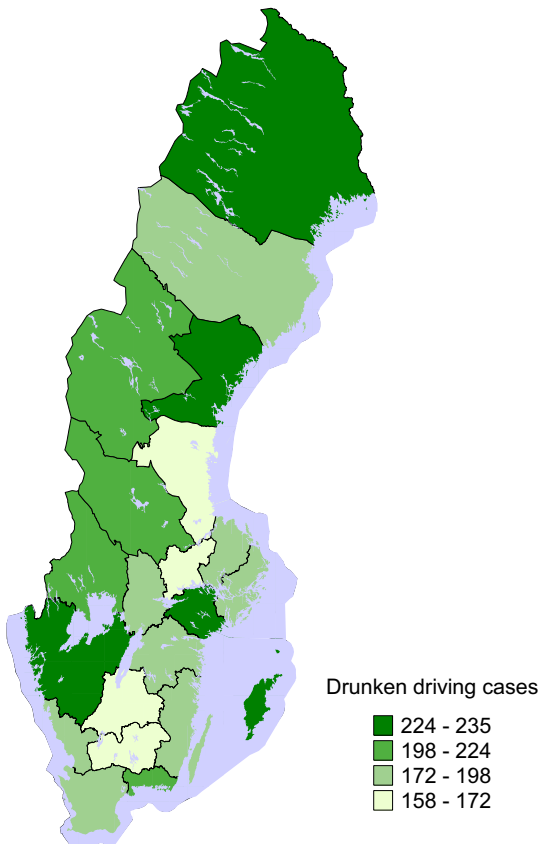 Drunken driving cases
224 - 235
198 - 224
172 - 198
158 - 172